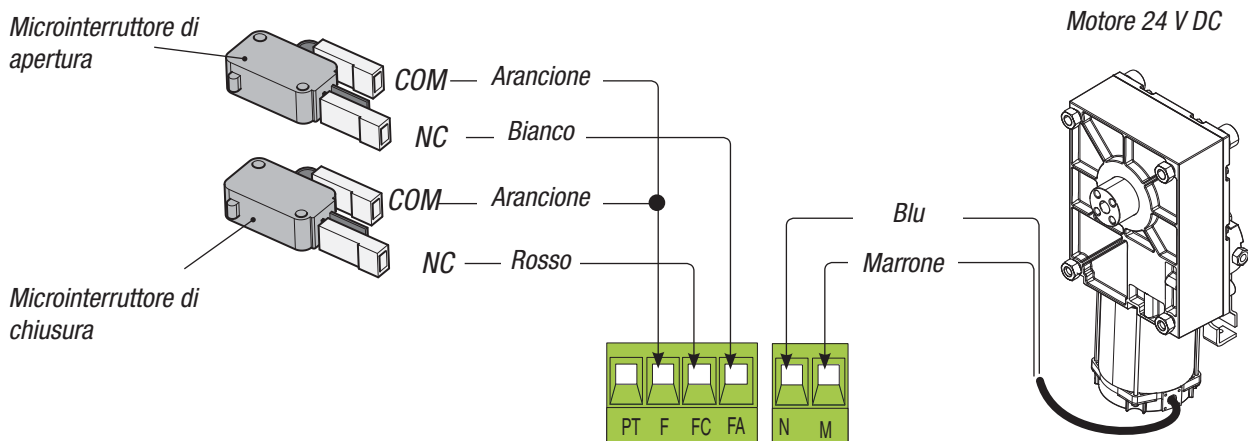 Microinterruttore di
apertura
Motore 24 V DC
COM
Arancione
NC
Bianco
COM
Arancione
NC
Rosso
Blu
Marrone
Microinterruttore di
chiusura
PT F FC FA N M